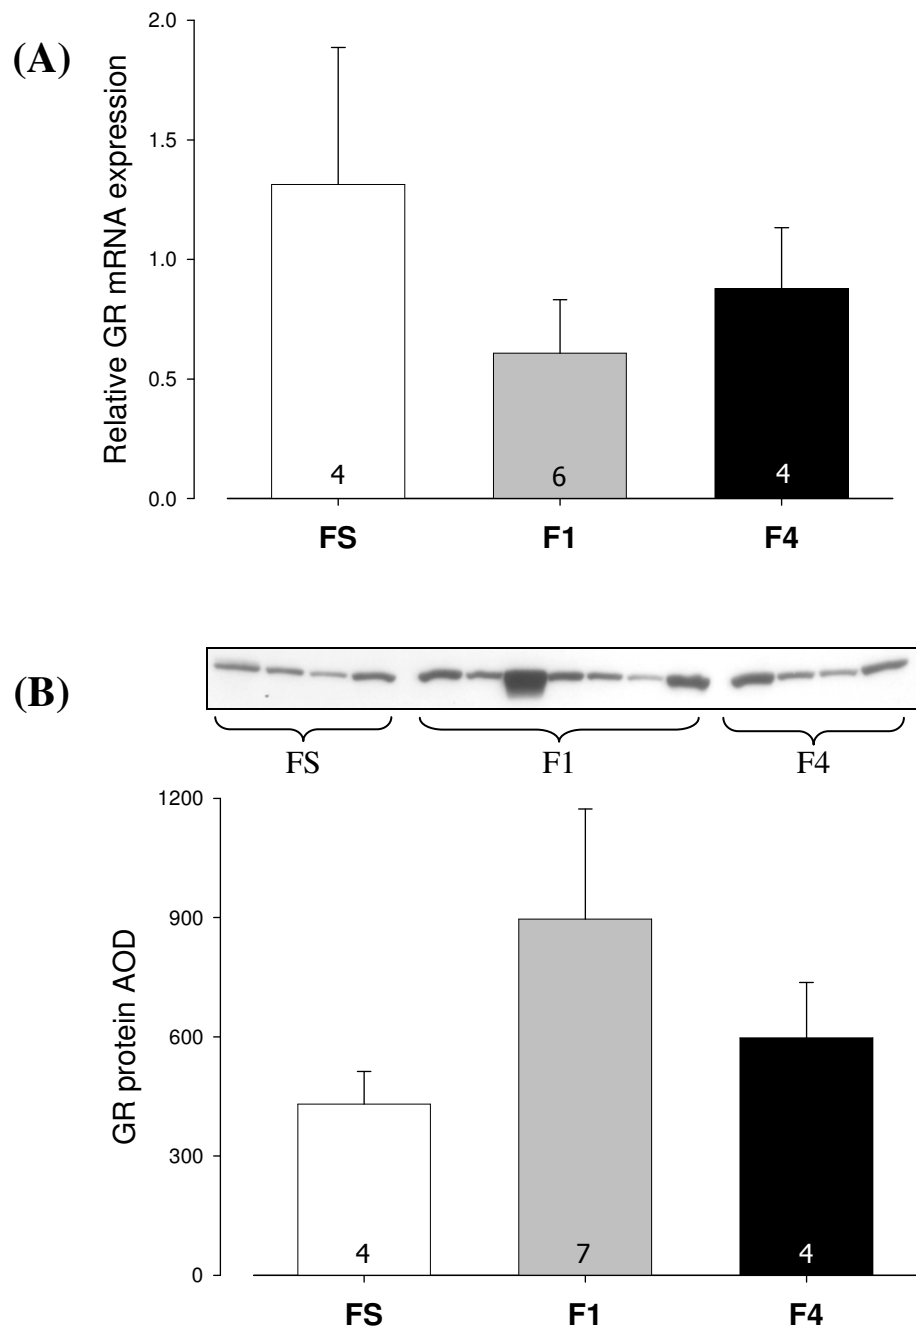 (A)
Relative GR mRNA expression
2.0
1.5
1.0
0.5
0.0
4
6
4
FS
F1
F4
(B)
FS
F1
F4
GR protein AOD
1200
900
600
300
0
4
7
4
FS
F1
F4